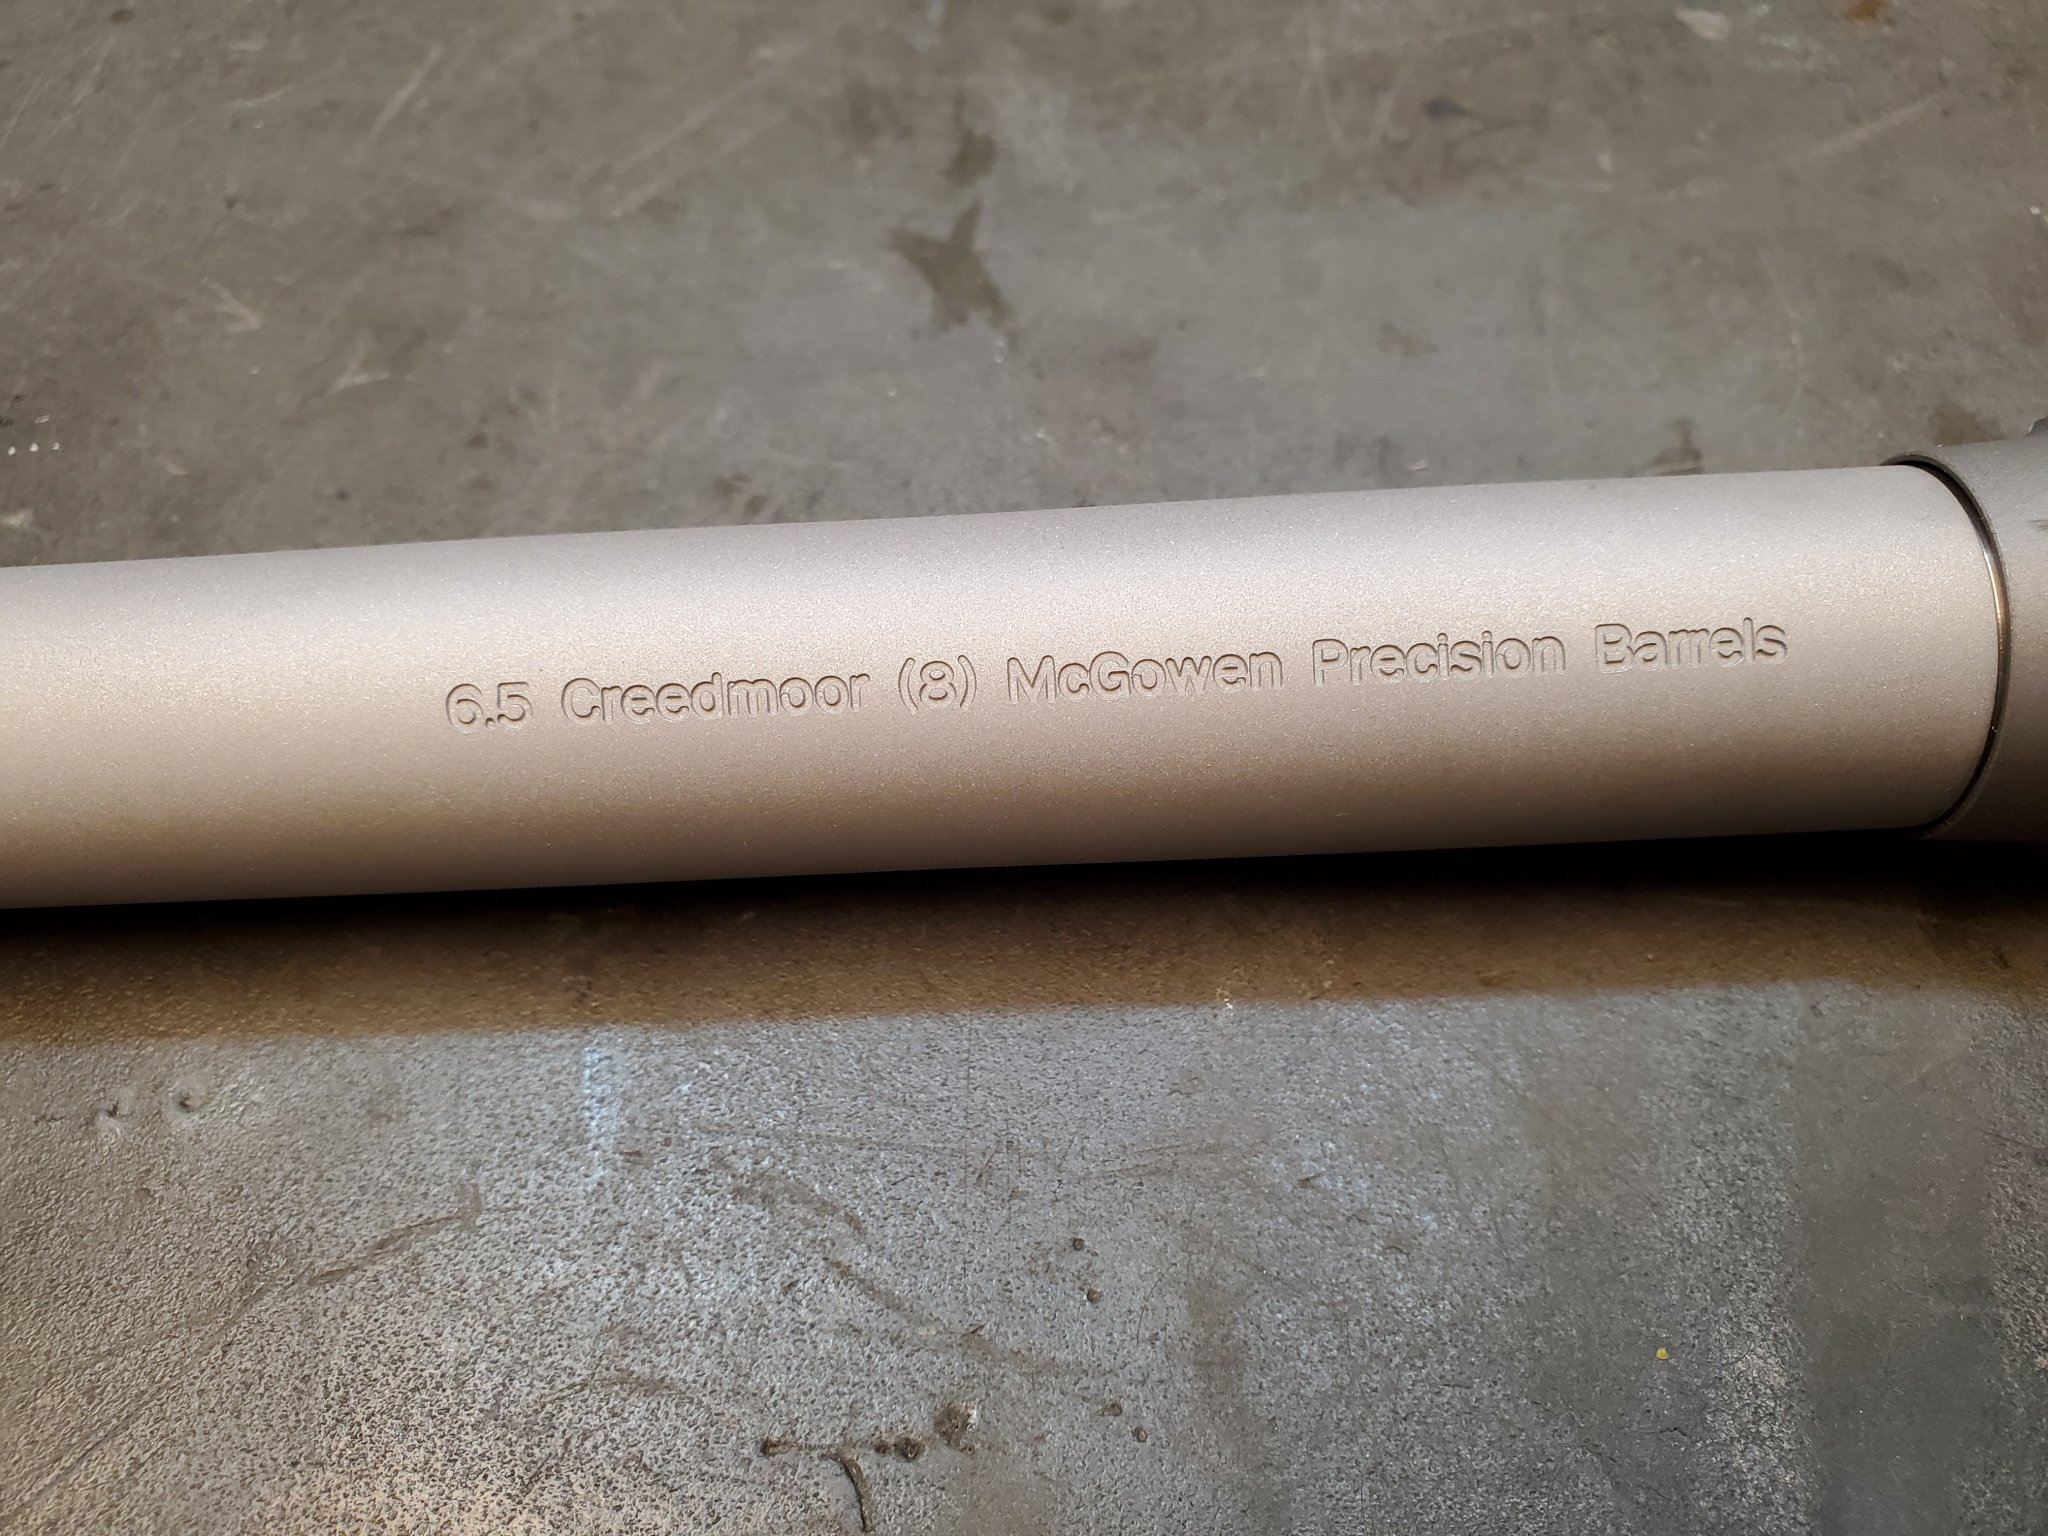 6.5 Creedmoor (8) McGowen Precision Barrels